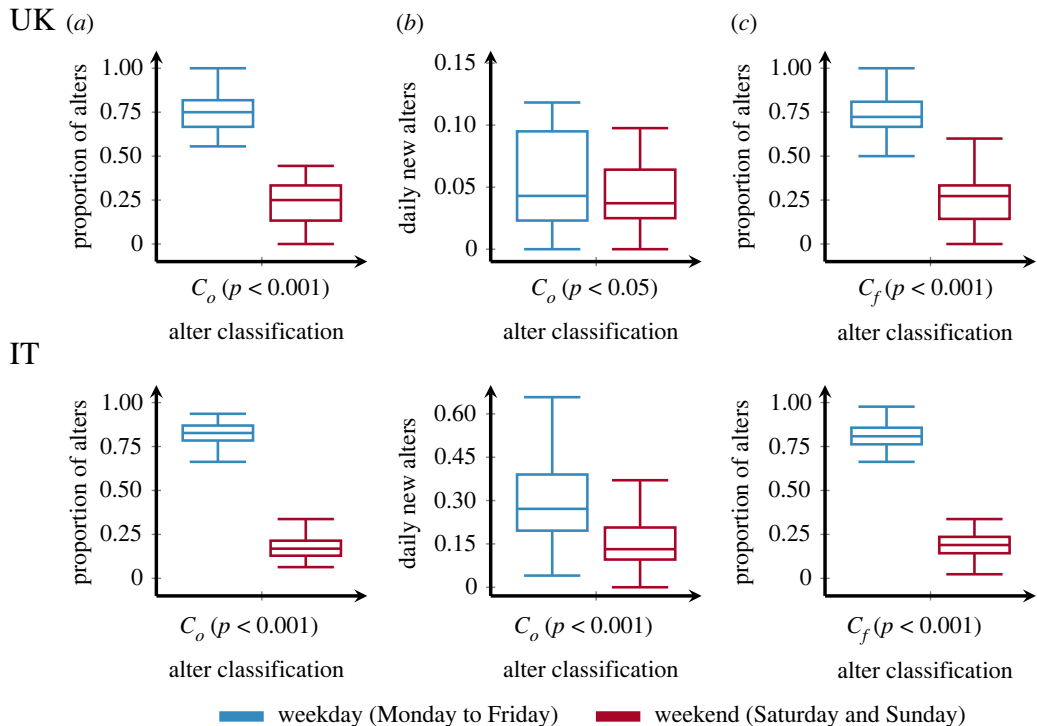 UK (a) (b) (c)
proportion of alters
1.00
0.75
0.50
0.25
0
C_o (p < 0.001)
alter classification
daily new alters
0.15
0.10
0.05
0
C_o (p < 0.05)
alter classification
proportion of alters
1.00
0.75
0.50
0.25
0
C_f (p < 0.001)
alter classification
IT
proportion of alters
1.00
0.75
0.50
0.25
0
C_o (p < 0.001)
alter classification
daily new alters
0.60
0.45
0.30
0.15
0
C_o (p < 0.001)
alter classification
proportion of alters
1.00
0.75
0.50
0.25
0
C_f (p < 0.001)
alter classification
weekday (Monday to Friday) weekend (Saturday and Sunday)